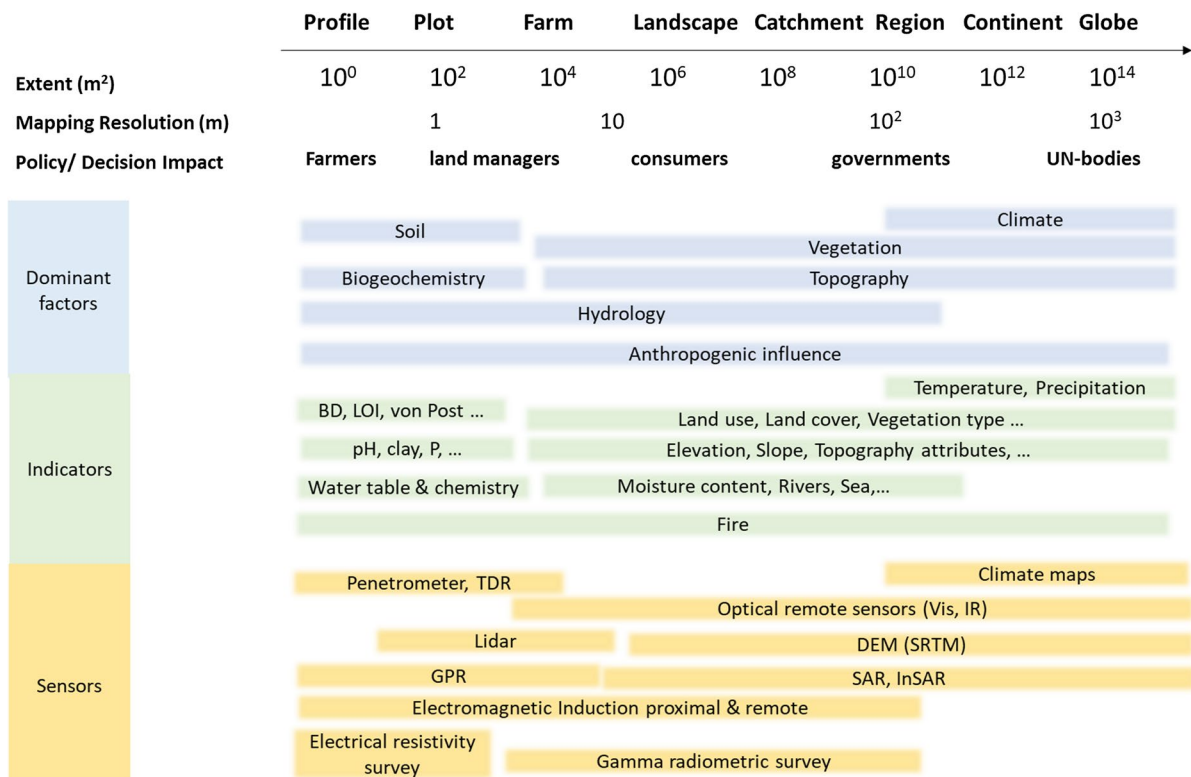 Profile Plot Farm Landscape Catchment Region Continent Globe
Extent (m²) 10⁰ 10² 10⁴ 10⁶ 10⁸ 10¹⁰ 10¹² 10¹⁴
Mapping Resolution (m) 1 10 10² 10³
Policy/ Decision Impact Farmers land managers consumers governments UN-bodies
Dominant
factors
Climate
Soil
Vegetation
Biogeochemistry Topography
Hydrology
Anthropogenic influence
Indicators
Temperature, Precipitation
BD, LOI, von Post ...
Land use, Land cover, Vegetation type ...
pH, clay, P, ... Elevation, Slope, Topography attributes, ...
Water table & chemistry Moisture content, Rivers, Sea,...
Fire
Sensors
Climate maps
Penetrometer, TDR
Optical remote sensors (Vis, IR)
Lidar DEM (SRTM)
GPR SAR, InSAR
Electromagnetic Induction proximal & remote
Electrical resistivity
survey
Gamma radiometric survey